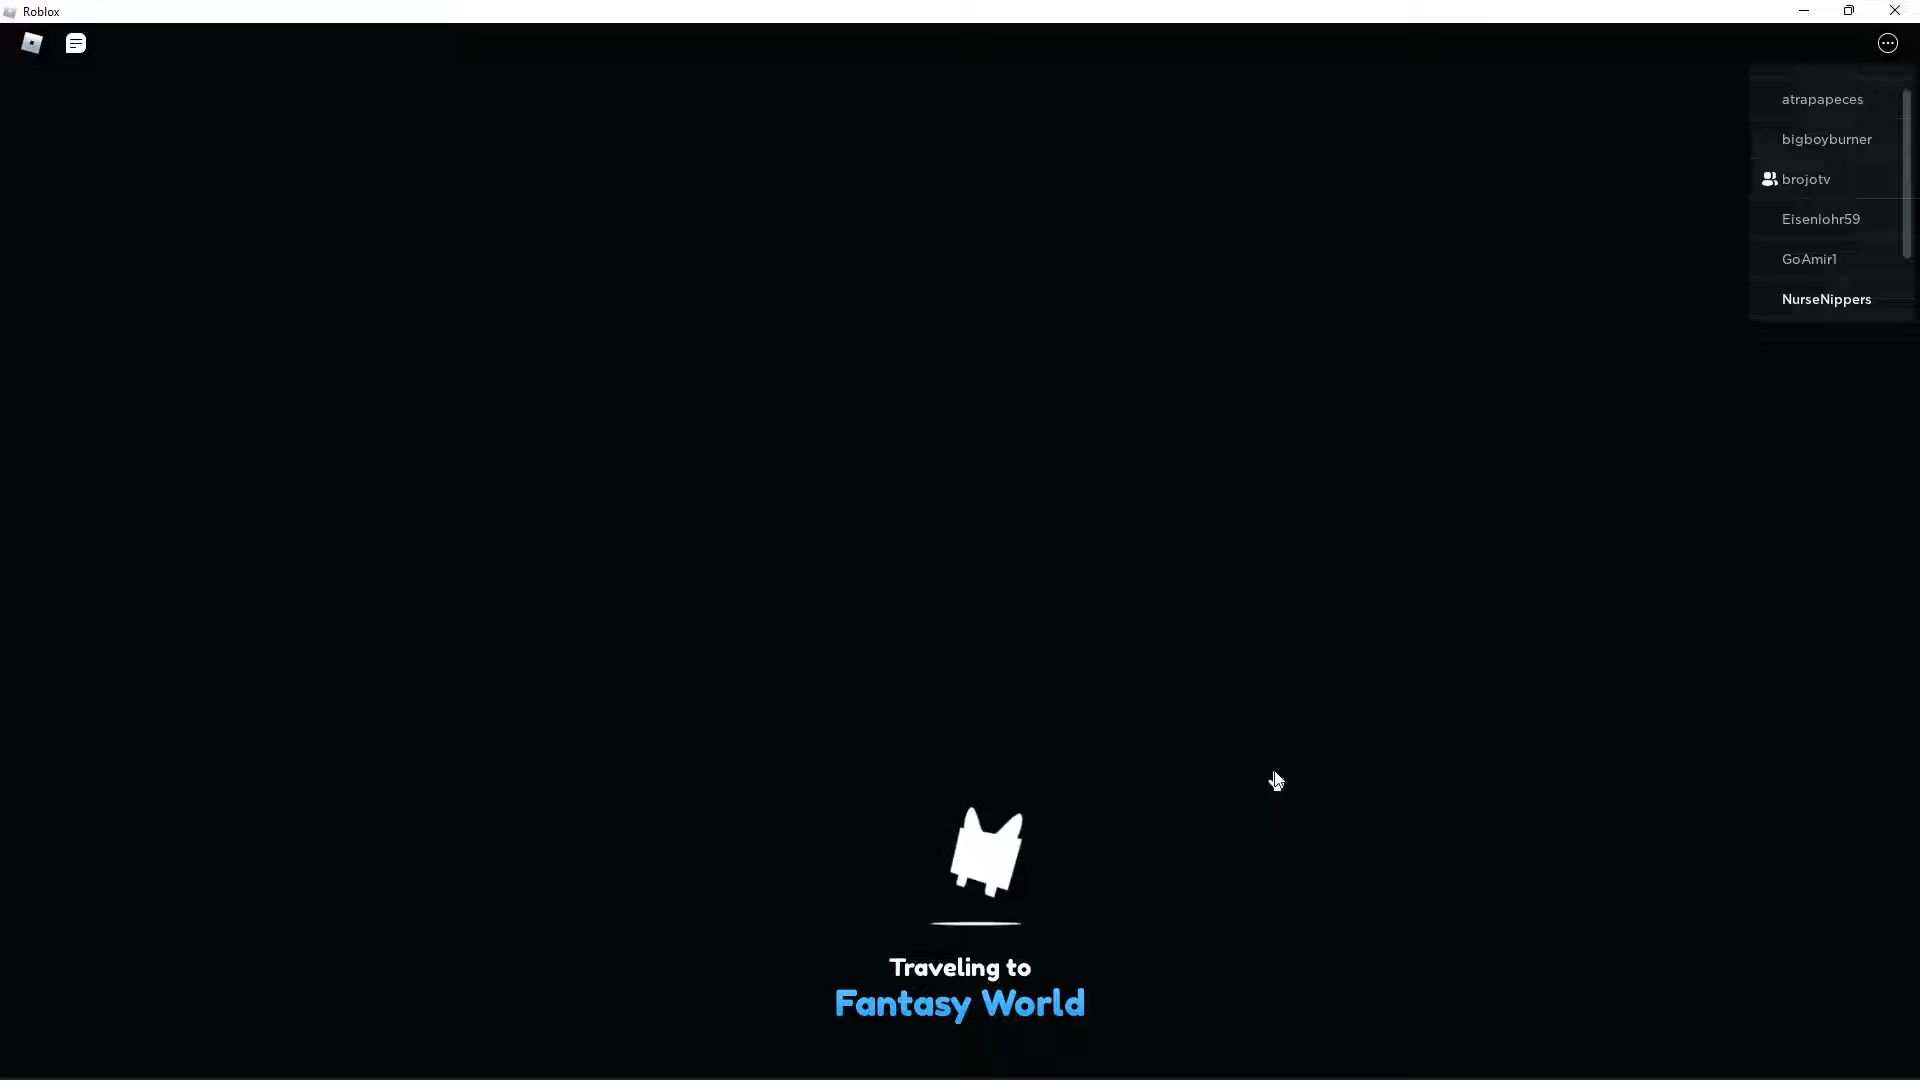 Roblox
atrapapeces
bigboyburner
brojotv
Eisenlohr59
GoAmir1
NurseNippers
Traveling to
Fantasy World